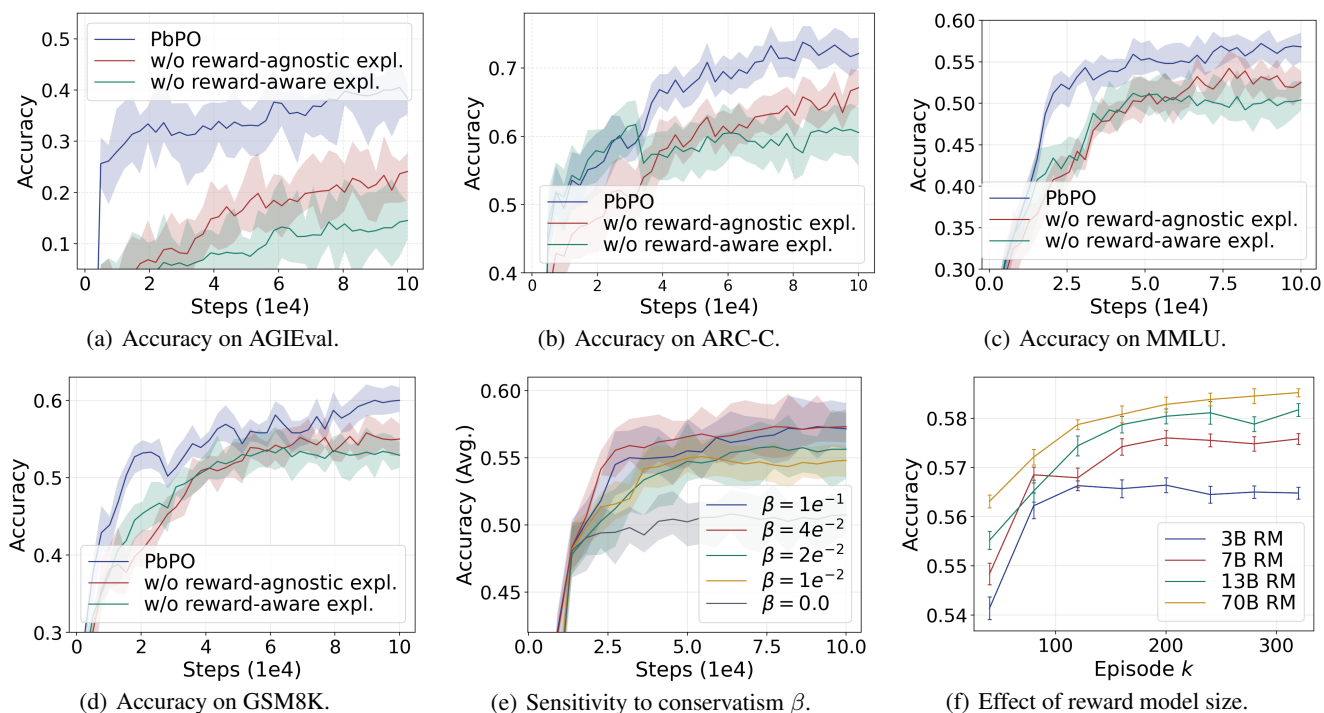 0.5
0.4
0.3
0.2
0.1
Accuracy
PbPO
w/o reward-agnostic expl.
w/o reward-aware expl.
0 2 4 6 8 10
Steps (1e4)
(a) Accuracy on AGIEval.
0.7
0.6
0.5
0.4
Accuracy
PbPO
w/o reward-agnostic expl.
w/o reward-aware expl.
0 2 4 6 8 10
Steps (1e4)
(b) Accuracy on ARC-C.
0.60
0.55
0.50
0.45
0.40
0.35
0.30
Accuracy
PbPO
w/o reward-agnostic expl.
w/o reward-aware expl.
0.0 2.5 5.0 7.5 10.0
Steps (1e4)
(c) Accuracy on MMLU.
0.6
0.5
0.4
0.3
Accuracy
PbPO
w/o reward-agnostic expl.
w/o reward-aware expl.
0 2 4 6 8 10
Steps (1e4)
(d) Accuracy on GSM8K.
0.60
0.55
0.50
0.45
Accuracy (Avg.)
β = 1e⁻¹
β = 4e⁻²
β = 2e⁻²
β = 1e⁻²
β = 0.0
0.0 2.5 5.0 7.5 10.0
Steps (1e4)
(e) Sensitivity to conservatism β.
0.58
0.57
0.56
0.55
0.54
Accuracy
3B RM
7B RM
13B RM
70B RM
100 200 300
Episode k
(f) Effect of reward model size.